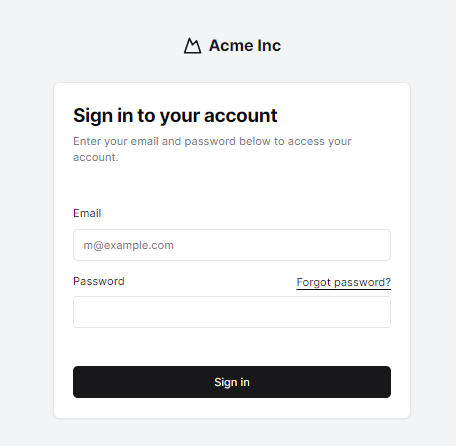 Acme Inc
Sign in to your account
Enter your email and password below to access your
account.
Email
m@example.com
Password
Forgot password?
Sign in